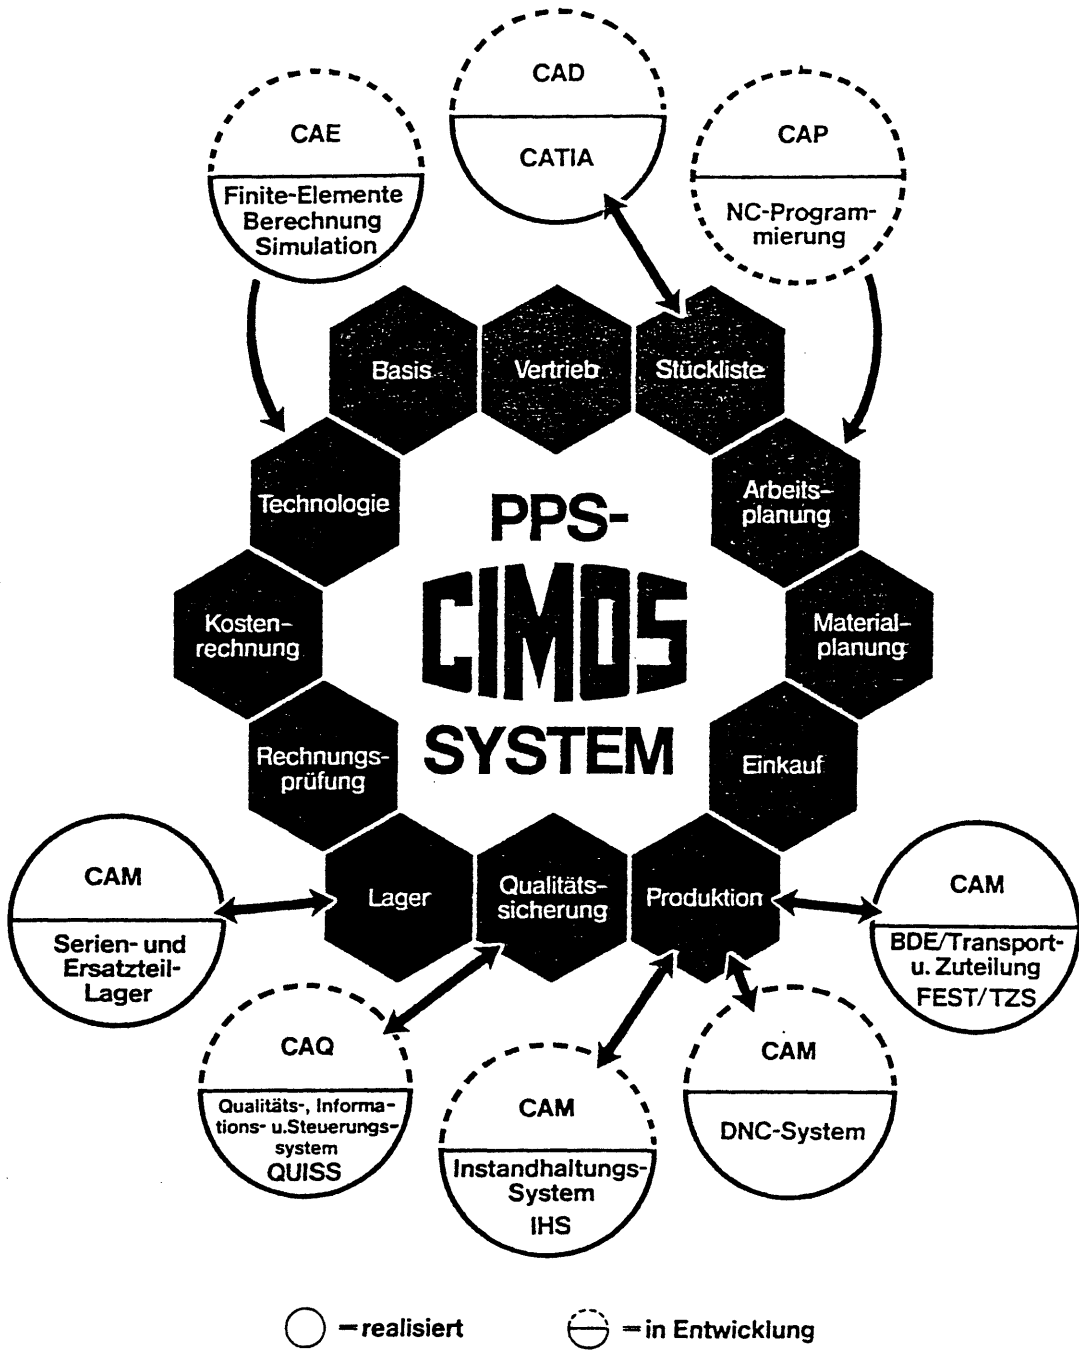 CAD
CATIA
CAE
Finite-Elemente
Berechnung
Simulation
CAP
NC-Program-
mierung
Basis
Vertrieb
Stückliste
Technologie
Arbeits-
planung
PPS-
CIMOS
SYSTEM
Kosten-
rechnung
Material-
planung
Rechnungs-
prüfung
Einkauf
Lager
Qualitäts-
sicherung
Produktion
CAM
Serien- und
Ersatzteil-
Lager
CAM
BDE/Transport-
u. Zuteilung
FEST/TZS
CAQ
Qualitäts-, Informa-
tions- u.Steuerungs-
system
QUISS
CAM
Instandhaltungs-
System
IHS
CAM
DNC-System
= realisiert
= in Entwicklung